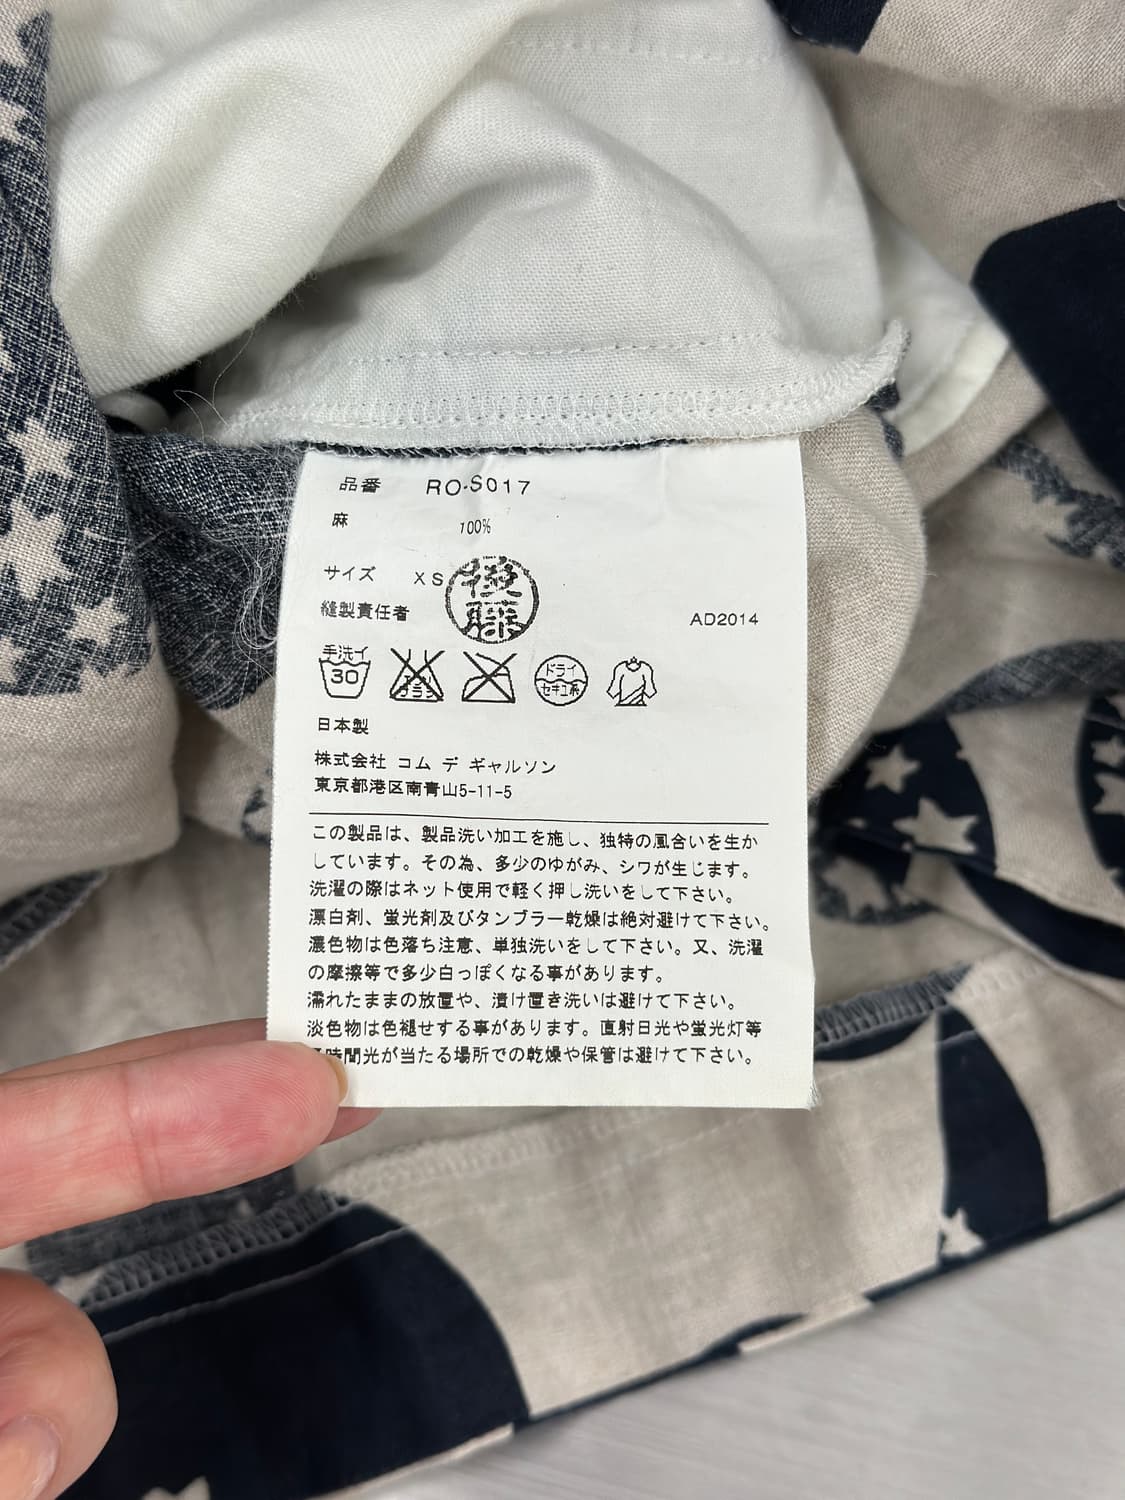 品番 RO-S017
麻 100%
サイズ XS
後藤
縫製責任者 AD2014
手洗イ
30
ドライ
セキユ系
日本製
株式会社 コム デ ギャルソン
東京都港区南青山5-11-5
この製品は、製品洗い加工を施し、独特の風合いを生か
しています。その為、多少のゆがみ、シワが生じます。
洗濯の際はネット使用で軽く押し洗いをして下さい。
漂白剤、蛍光剤及びタンブラー乾燥は絶対避けて下さい。
濃色物は色落ち注意、単独洗いをして下さい。又、洗濯
の摩擦等で多少白っぽくなる事があります。
濡れたままの放置や、漬け置き洗いは避けて下さい。
淡色物は色褪せする事があります。直射日光や蛍光灯等
時間光が当たる場所での乾燥や保管は避けて下さい。